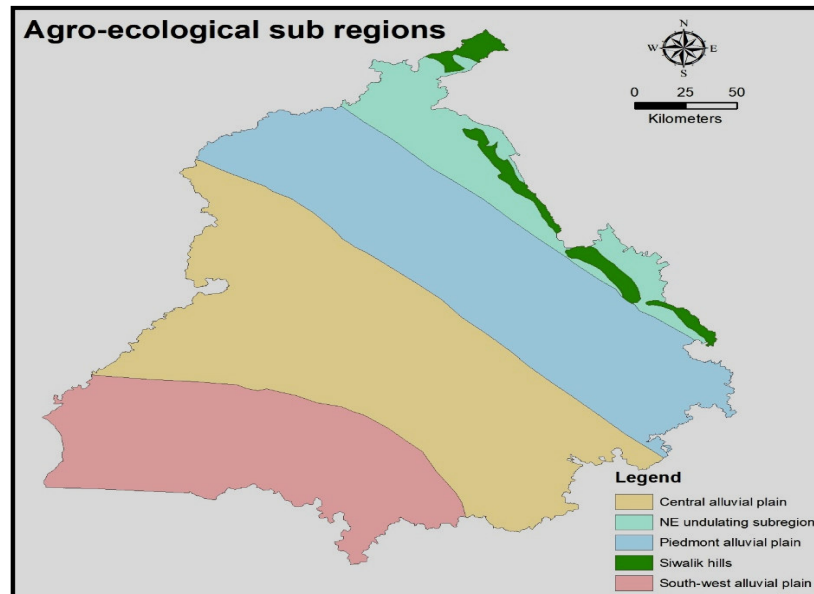 Agro-ecological sub regions
N
W E
S
0 25 50
Kilometers
Legend
Central alluvial plain
NE undulating subregion
Piedmont alluvial plain
Siwalik hills
South-west alluvial plain